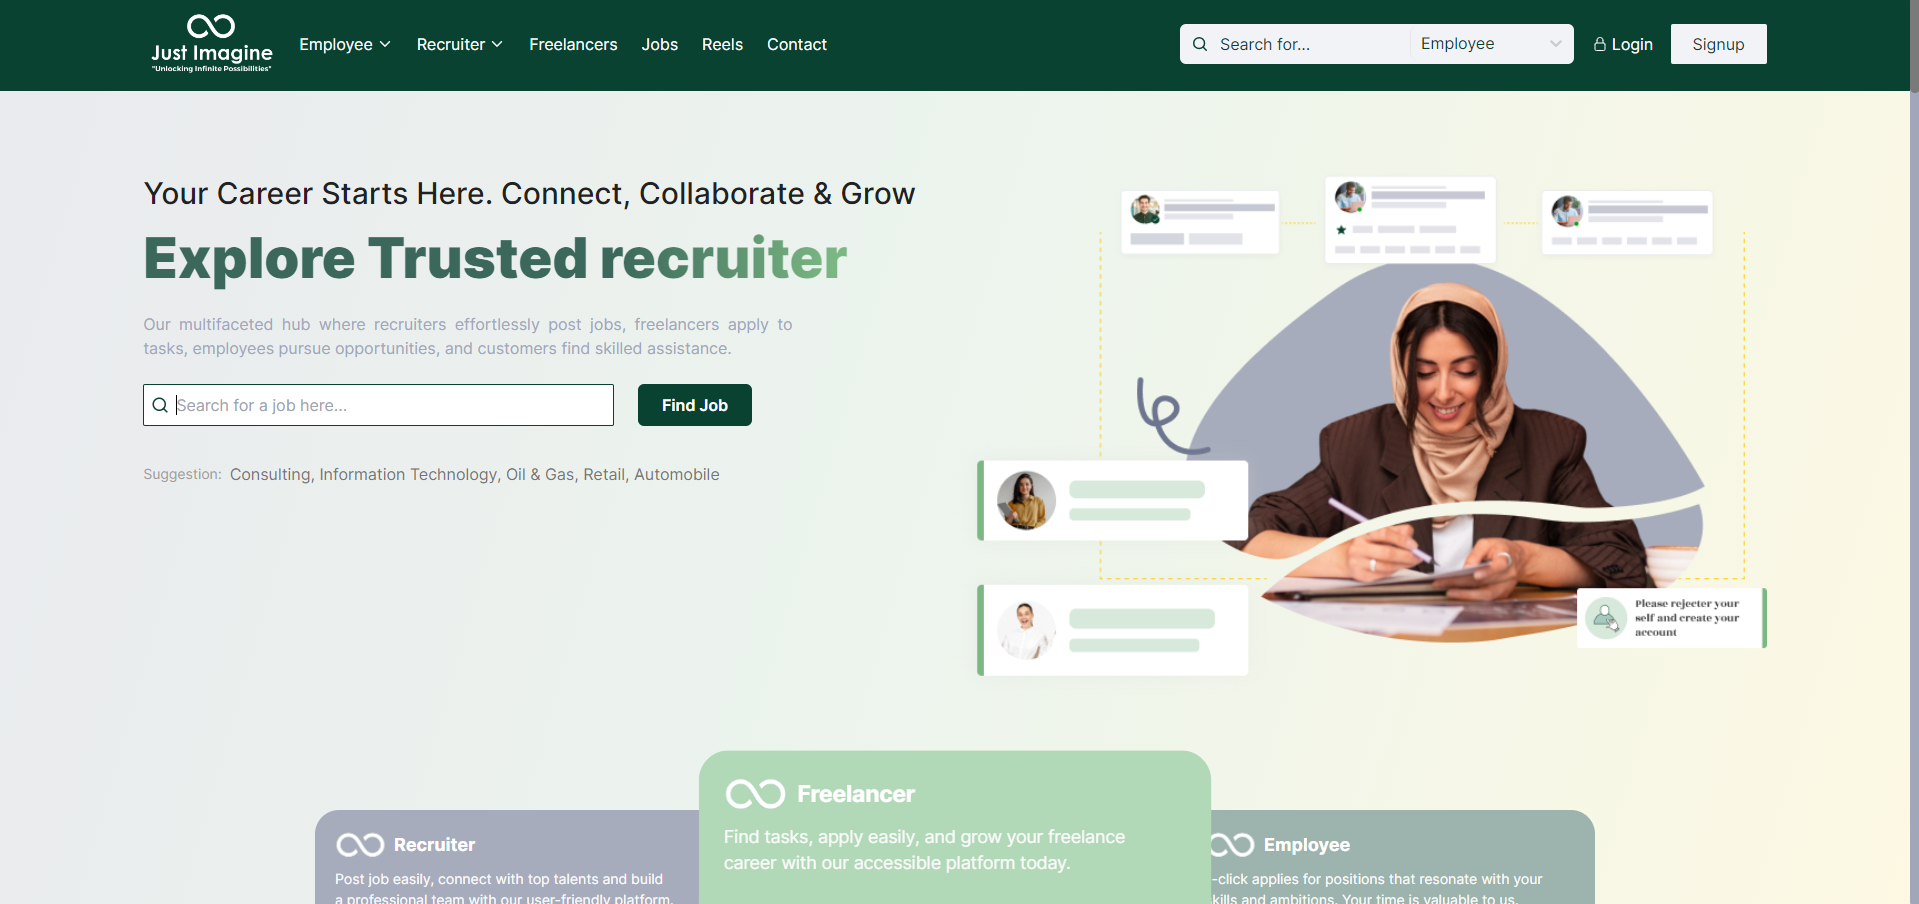 Just Imagine
"Unlocking Infinite Possibilities"
Employee
Recruiter
Freelancers
Jobs
Reels
Contact
Search for...
Employee
Login
Signup
Your Career Starts Here. Connect, Collaborate & Grow
Explore Trusted recruiter
Our multifaceted hub where recruiters effortlessly post jobs, freelancers apply to
tasks, employees pursue opportunities, and customers find skilled assistance.
Search for a job here...
Find Job
Suggestion: Consulting, Information Technology, Oil & Gas, Retail, Automobile
Please rejecter your
self and create your
account
Freelancer
Find tasks, apply easily, and grow your freelance
career with our accessible platform today.
Recruiter
Post job easily, connect with top talents and build
a professional team with our user-friendly platform.
Employee
-click applies for positions that resonate with your
kills and ambitions. Your time is valuable to us.